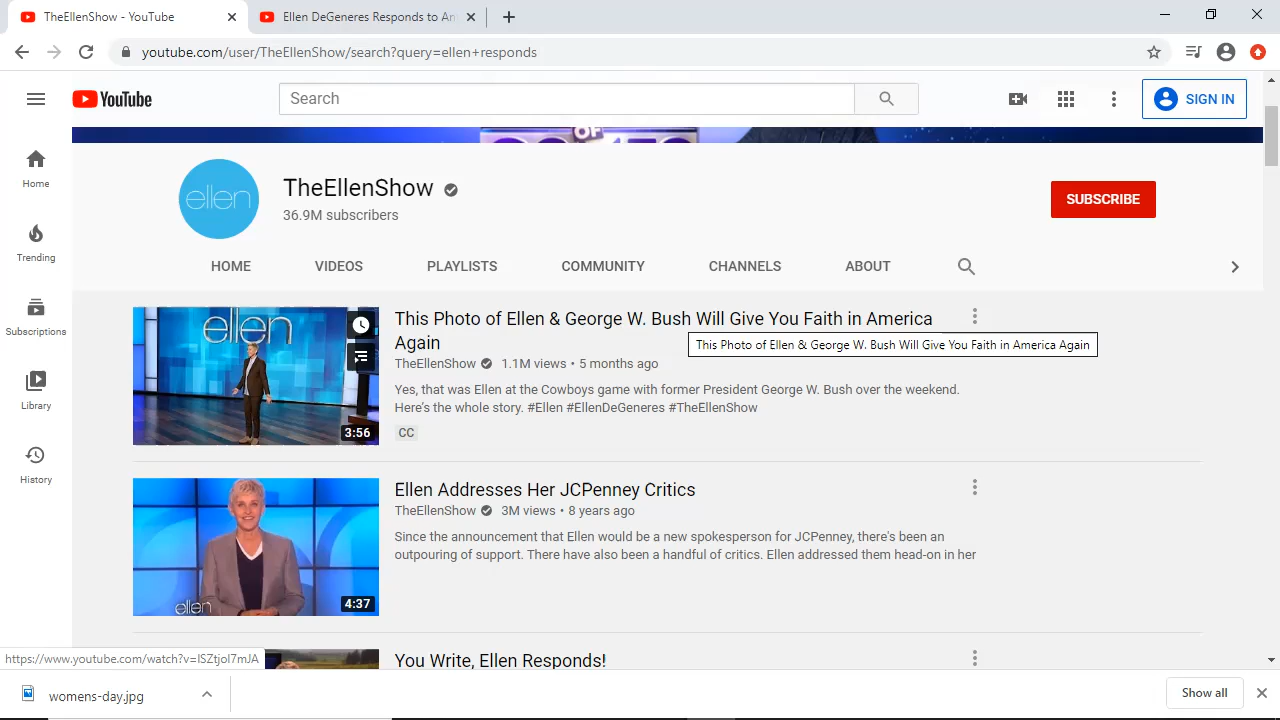 TheEllenShow - YouTube
Ellen DeGeneres Responds to An
youtube.com/user/TheEllenShow/search?query=ellen+responds
YouTube
Search
SIGN IN
OF
Home
Trending
Subscriptions
Library
History
ellen
TheEllenShow
36.9M subscribers
SUBSCRIBE
HOME
VIDEOS
PLAYLISTS
COMMUNITY
CHANNELS
ABOUT
ellen
3:56
This Photo of Ellen & George W. Bush Will Give You Faith in America
Again
This Photo of Ellen & George W. Bush Will Give You Faith in America Again
TheEllenShow 1.1M views • 5 months ago
Yes, that was Ellen at the Cowboys game with former President George W. Bush over the weekend.
Here's the whole story. #Ellen #EllenDeGeneres #TheEllenShow
CC
ellen
4:37
Ellen Addresses Her JCPenney Critics
TheEllenShow 3M views • 8 years ago
Since the announcement that Ellen would be a new spokesperson for JCPenney, there's been an
outpouring of support. There have also been a handful of critics. Ellen addressed them head-on in her
You Write, Ellen Responds!
https://www.youtube.com/watch?v=lSZtjol7mJA
womens-day.jpg
Show all